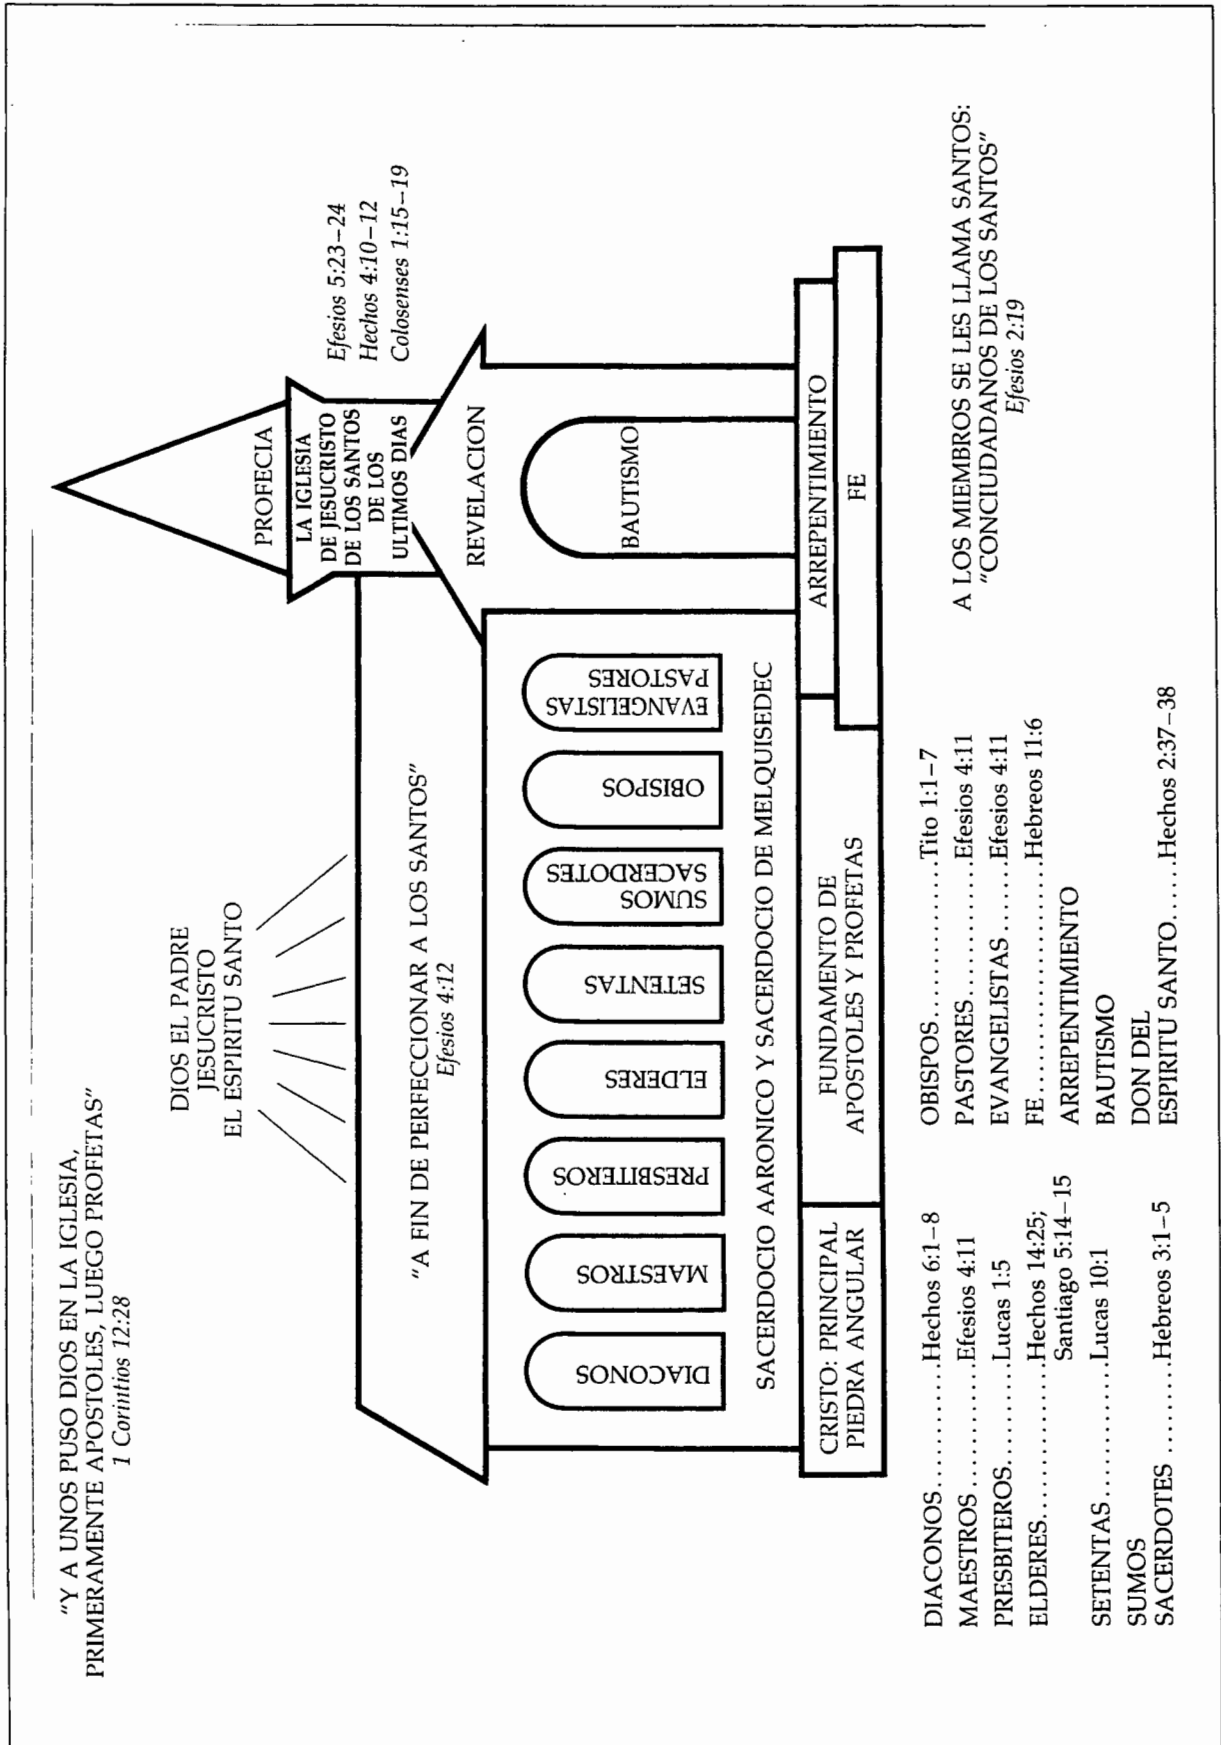 "Y A UNOS PUSO DIOS EN LA IGLESIA,
PRIMERAMENTE APOSTOLES, LUEGO PROFETAS"
1 Corintios 12:28
DIOS EL PADRE
JESUCRISTO
EL ESPIRITU SANTO
PROFECIA
LA IGLESIA
DE JESUCRISTO
DE LOS SANTOS
DE LOS
ULTIMOS DIAS
Efesios 5:23–24
Hechos 4:10–12
Colosenses 1:15–19
"A FIN DE PERFECCIONAR A LOS SANTOS"
Efesios 4:12
REVELACION
DIACONOS
MAESTROS
PRESBITEROS
ELDERES
SETENTAS
SUMOS
SACERDOTES
OBISPOS
EVANGELISTAS
PASTORES
BAUTISMO
SACERDOCIO AARONICO Y SACERDOCIO DE MELQUISEDEC
CRISTO: PRINCIPAL
PIEDRA ANGULAR
FUNDAMENTO DE
APOSTOLES Y PROFETAS
ARREPENTIMIENTO
FE
DIACONOS............Hechos 6:1–8
MAESTROS...........Efesios 4:11
PRESBITEROS.........Lucas 1:5
ELDERES.............Hechos 14:25;
Santiago 5:14–15
SETENTAS............Lucas 10:1
SUMOS
SACERDOTES.........Hebreos 3:1–5
OBISPOS.............Tito 1:1–7
PASTORES...........Efesios 4:11
EVANGELISTAS.......Efesios 4:11
FE..................Hebreos 11:6
ARREPENTIMIENTO
BAUTISMO
DON DEL
ESPIRITU SANTO......Hechos 2:37–38
A LOS MIEMBROS SE LES LLAMA SANTOS:
"CONCIUDADANOS DE LOS SANTOS"
Efesios 2:19